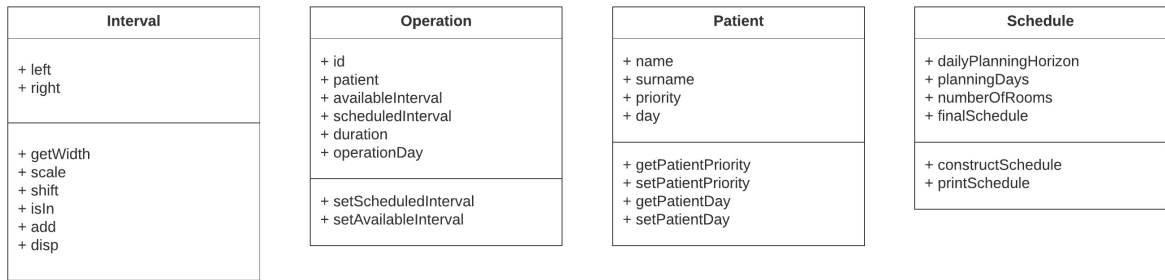 Interval
+ left
+ right
+ getWidth
+ scale
+ shift
+ isIn
+ add
+ disp
Operation
+ id
+ patient
+ availableInterval
+ scheduledInterval
+ duration
+ operationDay
+ setScheduledInterval
+ setAvailableInterval
Patient
+ name
+ surname
+ priority
+ day
+ getPatientPriority
+ setPatientPriority
+ getPatientDay
+ setPatientDay
Schedule
+ dailyPlanningHorizon
+ planningDays
+ numberOfRooms
+ finalSchedule
+ constructSchedule
+ printSchedule